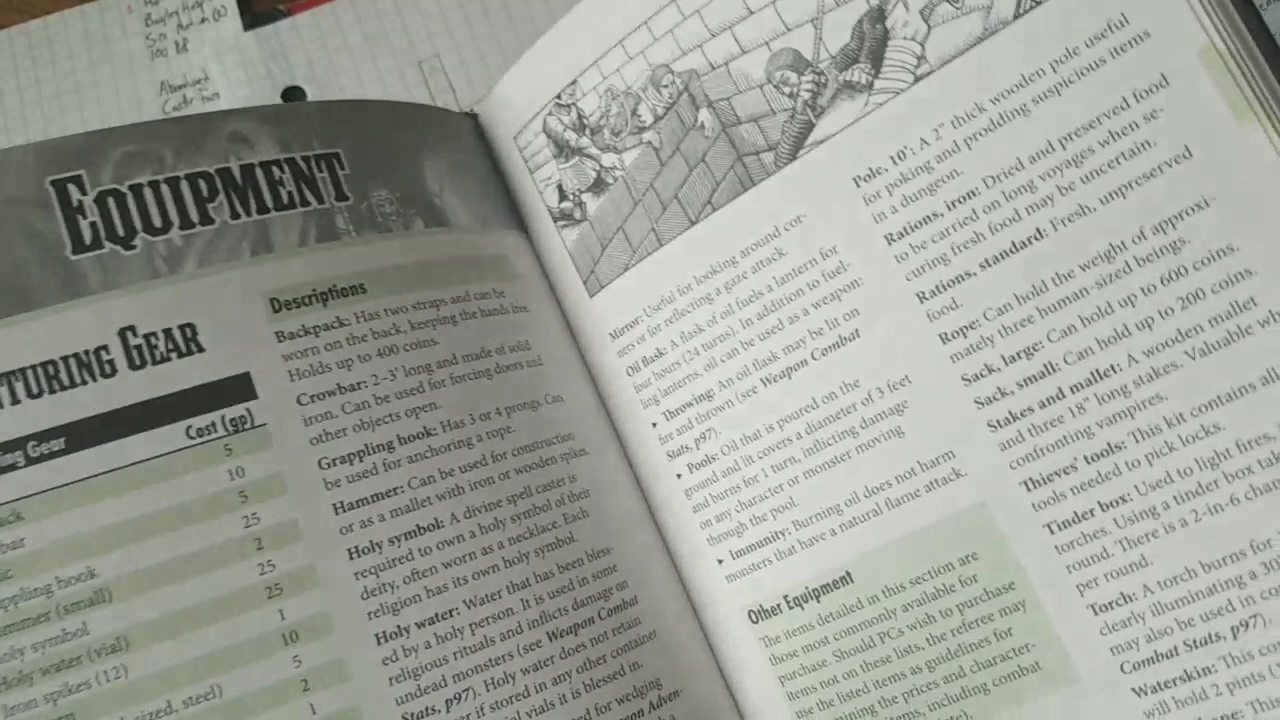 100
EQUIPMENT
TURING GEAR
ing Gear
Cost (gp)
5
10
5
25
2
25
25
1
10
5
2
1
ppling hook
mmer (small)
symbol
Holy water (vial)
Iron spikes (12)
sized, steel)
Descriptions
Backpack: Has two straps and can be
worn on the back, keeping the hands free.
Holds up to 400 coins.
Crowbar: 2–3' long and made of solid
iron. Can be used for forcing doors and
other objects open.
Grappling hook: Has 3 or 4 prongs. Can
be used for anchoring a rope.
Hammer: Can be used for construction
or as a mallet with iron or wooden spikes.
Holy symbol: A divine spell caster is
required to own a holy symbol of their
deity, often worn as a necklace. Each
religion has its own holy symbol.
Holy water: Water that has been bless-
ed by a holy person. It is used in some
religious rituals and inflicts damage on
undead monsters (see Weapon Combat
Stats, p97). Holy water does not retain
if stored in any other container
vials it is blessed in.
for wedging
Adven-
Mirror: Useful for looking around cor-
ners or for reflecting a gaze attack.
Oil flask: A flask of oil fuels a lantern for
four hours (24 turns). In addition to fuel-
ling lanterns, oil can be used as a weapon:
▸ Throwing: An oil flask may be lit on
fire and thrown (see Weapon Combat
Stats, p97).
▸ Pools: Oil that is poured on the
ground and lit covers a diameter of 3 feet
and burns for 1 turn, inflicting damage
on any character or monster moving
through the pool.
▸ Immunity: Burning oil does not harm
monsters that have a natural flame attack.
Other Equipment
The items detailed in this section are
those most commonly available for
purchase. Should PCs wish to purchase
items not on these lists, the referee may
use the listed items as guidelines for
ining the prices and character-
items, including combat
Pole, 10': A 2" thick wooden pole useful
for poking and prodding suspicious items
in a dungeon.
Rations, iron: Dried and preserved food
to be carried on long voyages when se-
curing fresh food may be uncertain.
Rations, standard: Fresh, unpreserved
food.
Rope: Can hold the weight of approxi-
mately three human-sized beings.
Sack, large: Can hold up to 600 coins.
Sack, small: Can hold up to 200 coins.
Stakes and mallet: A wooden mallet
and three 18" long stakes. Valuable wh
confronting vampires.
Thieves' tools: This kit contains all
tools needed to pick locks.
Tinder box: Used to light fires,
torches. Using a tinder box tak
round. There is a 2-in-6 chan
per round.
Torch: A torch burns for
clearly illuminating a 30
may also be used in co
Combat Stats, p97).
Waterskin: This co
will hold 2 pints (